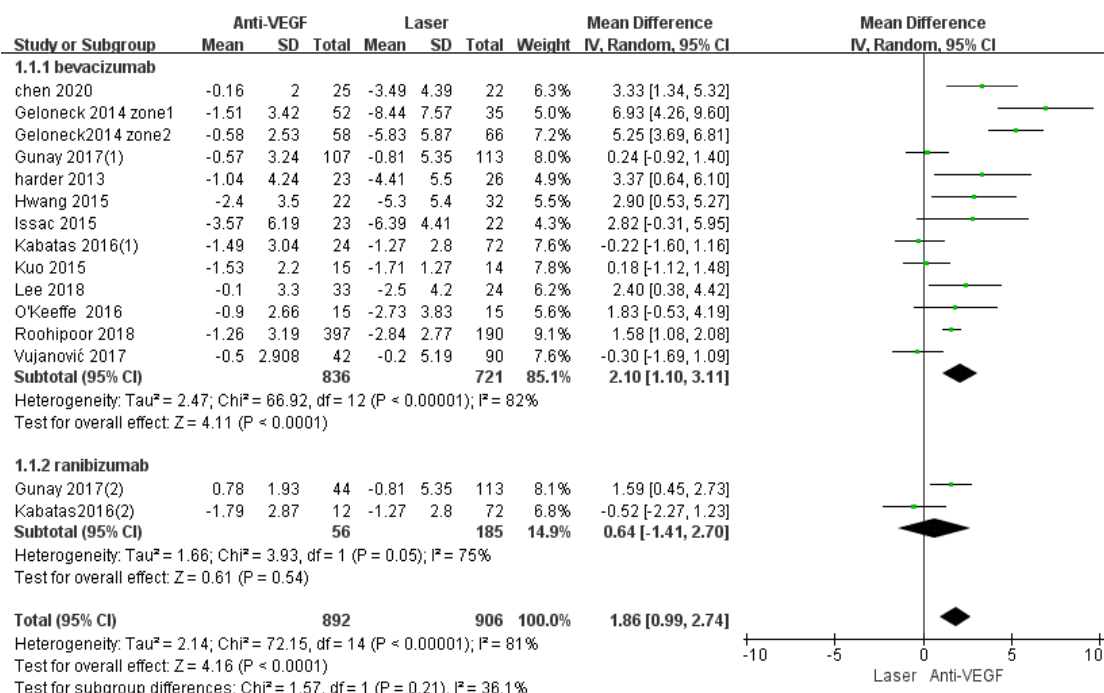 Anti-VEGF Laser Mean Difference Mean Difference
Study or Subgroup Mean SD Total Mean SD Total Weight IV, Random, 95% CI IV, Random, 95% CI
1.1.1 bevacizumab
chen 2020 -0.16 2 25 -3.49 4.39 22 6.3% 3.33 [1.34, 5.32]
Geloneck 2014 zone1 -1.51 3.42 52 -8.44 7.57 35 5.0% 6.93 [4.26, 9.60]
Geloneck2014 zone2 -0.58 2.53 58 -5.83 5.87 66 7.2% 5.25 [3.69, 6.81]
Gunay 2017(1) -0.57 3.24 107 -0.81 5.35 113 8.0% 0.24 [-0.92, 1.40]
harder 2013 -1.04 4.24 23 -4.41 5.5 26 4.9% 3.37 [0.64, 6.10]
Hwang 2015 -2.4 3.5 22 -5.3 5.4 32 5.5% 2.90 [0.53, 5.27]
Issac 2015 -3.57 6.19 23 -6.39 4.41 22 4.3% 2.82 [-0.31, 5.95]
Kabatas 2016(1) -1.49 3.04 24 -1.27 2.8 72 7.6% -0.22 [-1.60, 1.16]
Kuo 2015 -1.53 2.2 15 -1.71 1.27 14 7.8% 0.18 [-1.12, 1.48]
Lee 2018 -0.1 3.3 33 -2.5 4.2 24 6.2% 2.40 [0.38, 4.42]
O'Keeffe 2016 -0.9 2.66 15 -2.73 3.83 15 5.6% 1.83 [-0.53, 4.19]
Roohipoor 2018 -1.26 3.19 397 -2.84 2.77 190 9.1% 1.58 [1.08, 2.08]
Vujanović 2017 -0.5 2.908 42 -0.2 5.19 90 7.6% -0.30 [-1.69, 1.09]
Subtotal (95% CI) 836 721 85.1% 2.10 [1.10, 3.11]
Heterogeneity: Tau² = 2.47; Chi² = 66.92, df = 12 (P < 0.00001); I² = 82%
Test for overall effect: Z = 4.11 (P < 0.0001)
1.1.2 ranibizumab
Gunay 2017(2) 0.78 1.93 44 -0.81 5.35 113 8.1% 1.59 [0.45, 2.73]
Kabatas2016(2) -1.79 2.87 12 -1.27 2.8 72 6.8% -0.52 [-2.27, 1.23]
Subtotal (95% CI) 56 185 14.9% 0.64 [-1.41, 2.70]
Heterogeneity: Tau² = 1.66; Chi² = 3.93, df = 1 (P = 0.05); I² = 75%
Test for overall effect: Z = 0.61 (P = 0.54)
Total (95% CI) 892 906 100.0% 1.86 [0.99, 2.74]
Heterogeneity: Tau² = 2.14; Chi² = 72.15, df = 14 (P < 0.00001); I² = 81%
Test for overall effect: Z = 4.16 (P < 0.0001)
Test for subgroup differences: Chi² = 1.57, df = 1 (P = 0.21), I² = 36.1%
-10 -5 0 5 10
Laser Anti-VEGF